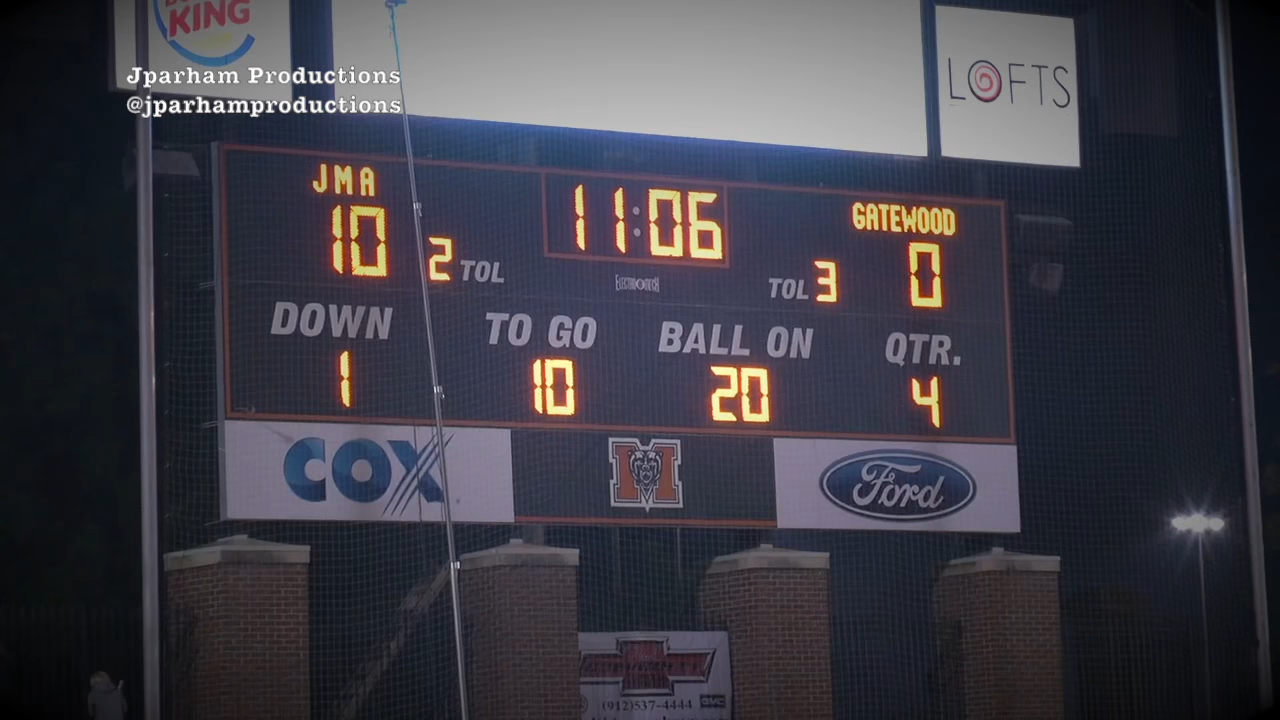 KING
LOFTS
Jparham Productions
@jparhamproductions
JMA
11:06
GATEWOOD
10
2 TOL
TOL 3
0
DOWN
TO GO
BALL ON
QTR.
1
10
20
4
COX
M
Ford
(912)537-4444
GMC